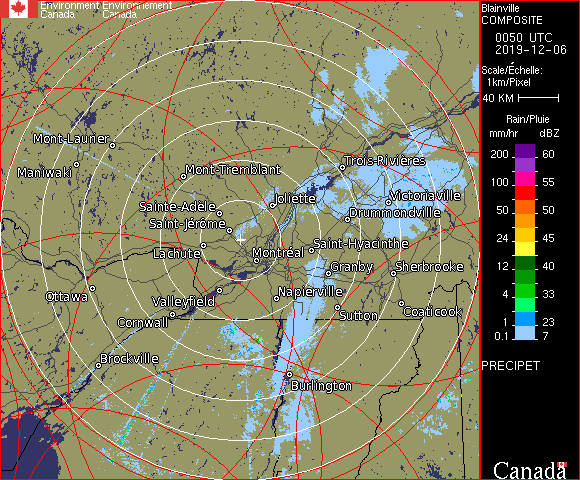 Environment Environnement
Canada Canada
Blainville
COMPOSITE
0050 UTC
2019-12-06
Scale/Échelle:
1km/Pixel
40 KM
Rain/Pluie
mm/hr dBZ
200 60
100 55
50 50
24 45
12 40
4 33
1 23
0.1 7
PRECIPET
Mont-Laurier
Maniwaki
Mont-Tremblant
Trois-Rivières
Sainte-Adèle
Joliette
Victoriaville
Drummondville
Saint-Jérôme
Lachute
Montréal
Saint-Hyacinthe
Granby
Sherbrooke
Ottawa
Valleyfield
Napierville
Cornwall
Sutton
Coaticook
Brockville
Burlington
Canada